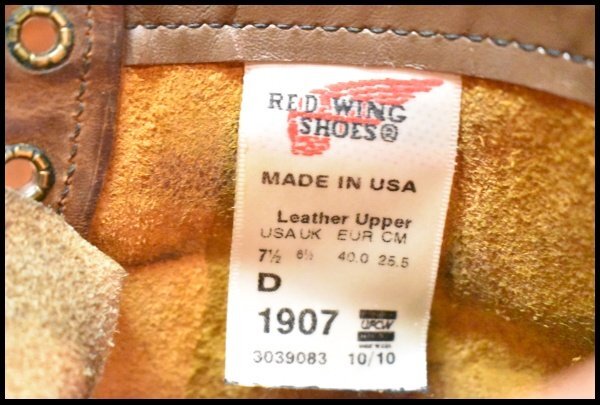 RED WING
SHOES®
MADE IN USA
Leather Upper
USA UK EUR CM
7½ 6½ 40.0 25.5
D
1907
UFCW
3039083 10/10